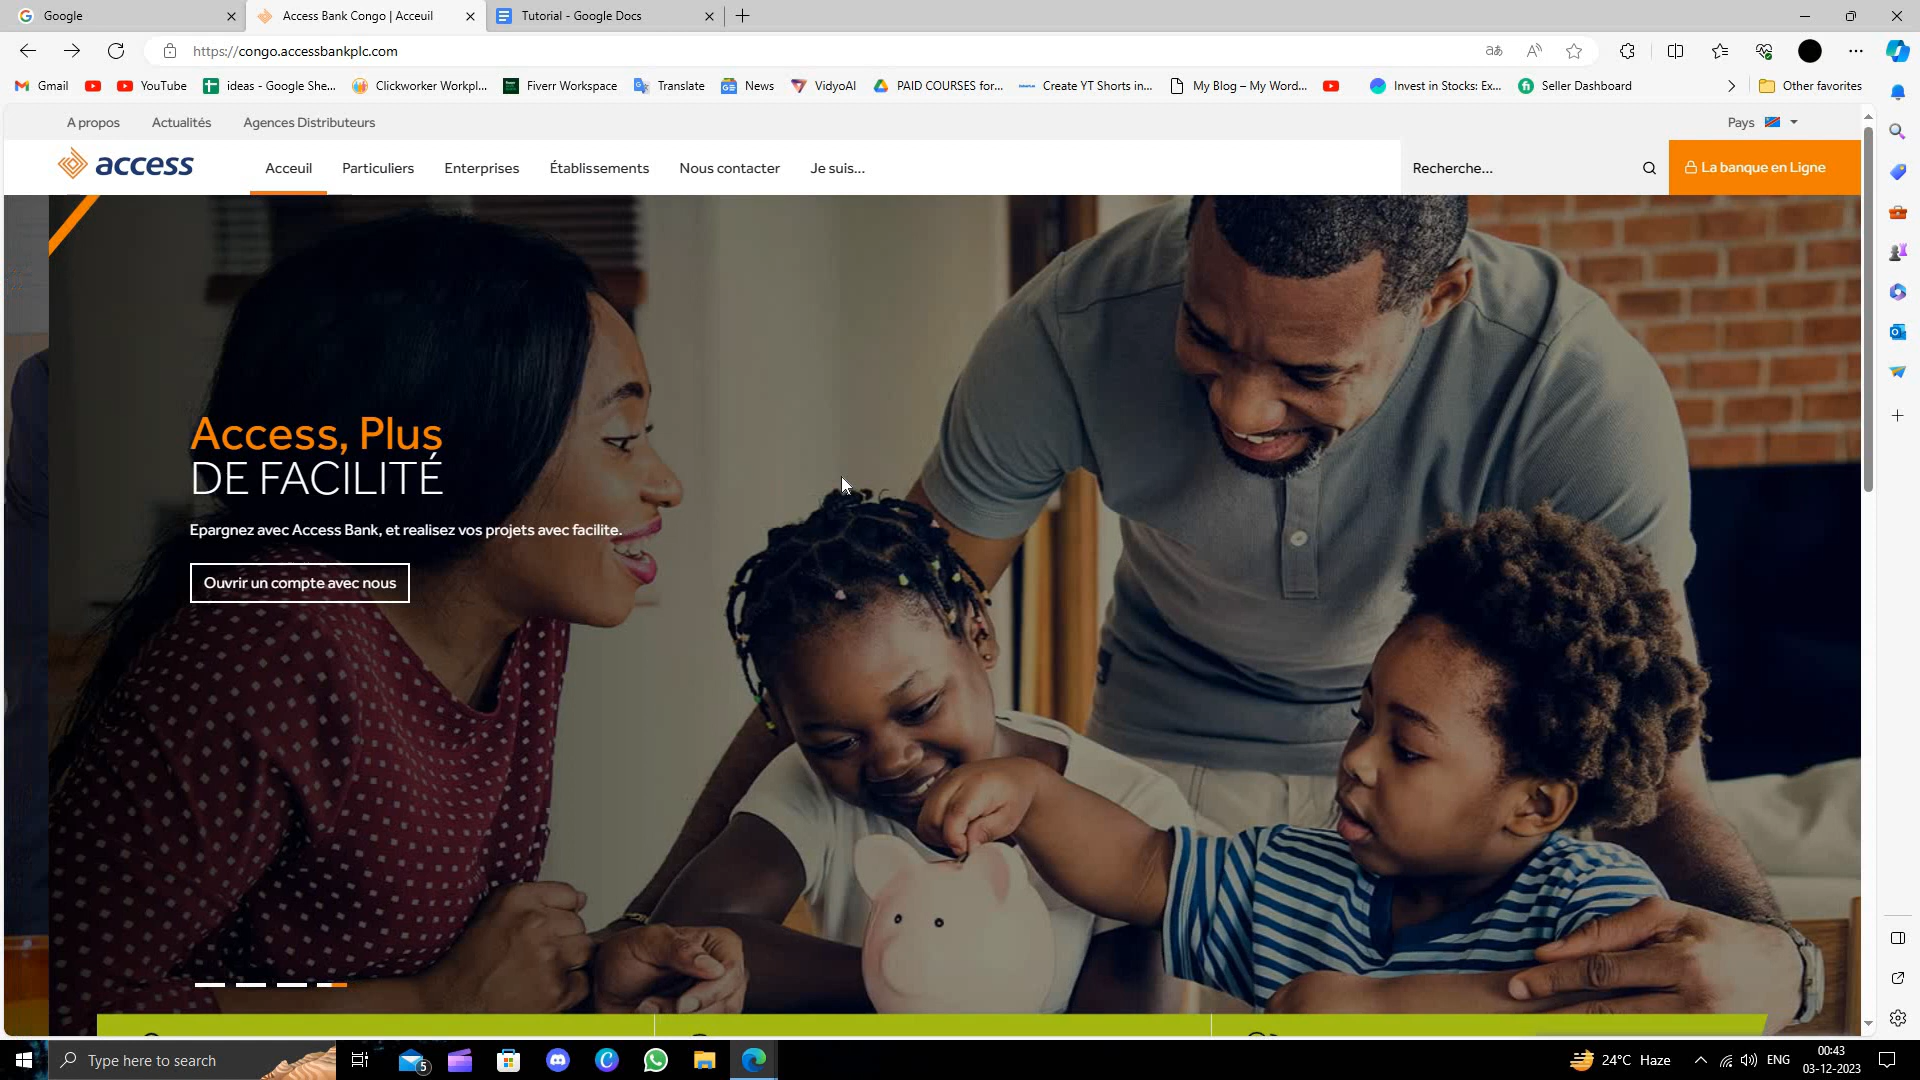 Google
Access Bank Congo | Acceuil
Tutorial - Google Docs
https://congo.accessbankplc.com
Gmail
YouTube
ideas - Google She...
Clickworker Workpl...
Fiverr Workspace
Translate
News
VidyoAI
PAID COURSES for...
Create YT Shorts in...
My Blog – My Word...
Invest in Stocks: Ex...
Seller Dashboard
Other favorites
A propos
Actualités
Agences Distributeurs
Pays
access
Acceuil
Particuliers
Enterprises
Établissements
Nous contacter
Je suis...
Recherche...
La banque en Ligne
Access, Plus
DE FACILITÉ
Epargnez avec Access Bank, et realisez vos projets avec facilite.
Ouvrir un compte avec nous
Type here to search
5
24°C Haze
ENG
00:43
03-12-2023